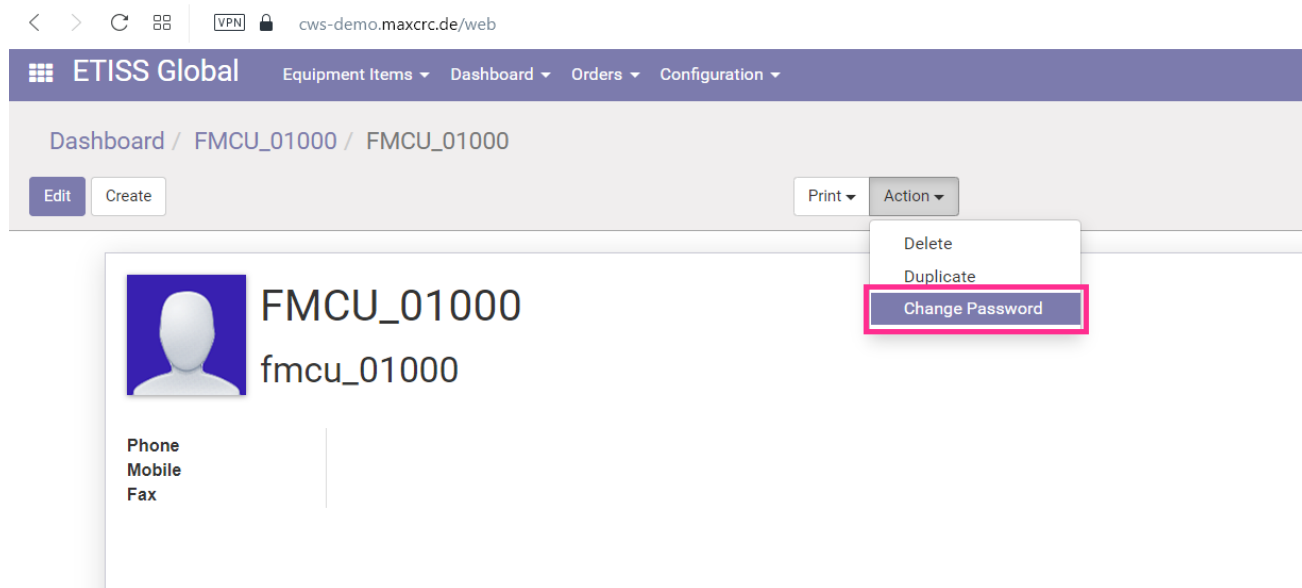 VPN cws-demo.maxcrc.de/web
ETISS Global Equipment Items Dashboard Orders Configuration
Dashboard / FMCU_01000 / FMCU_01000
Edit Create Print Action
Delete
Duplicate
Change Password
FMCU_01000
fmcu_01000
Phone
Mobile
Fax